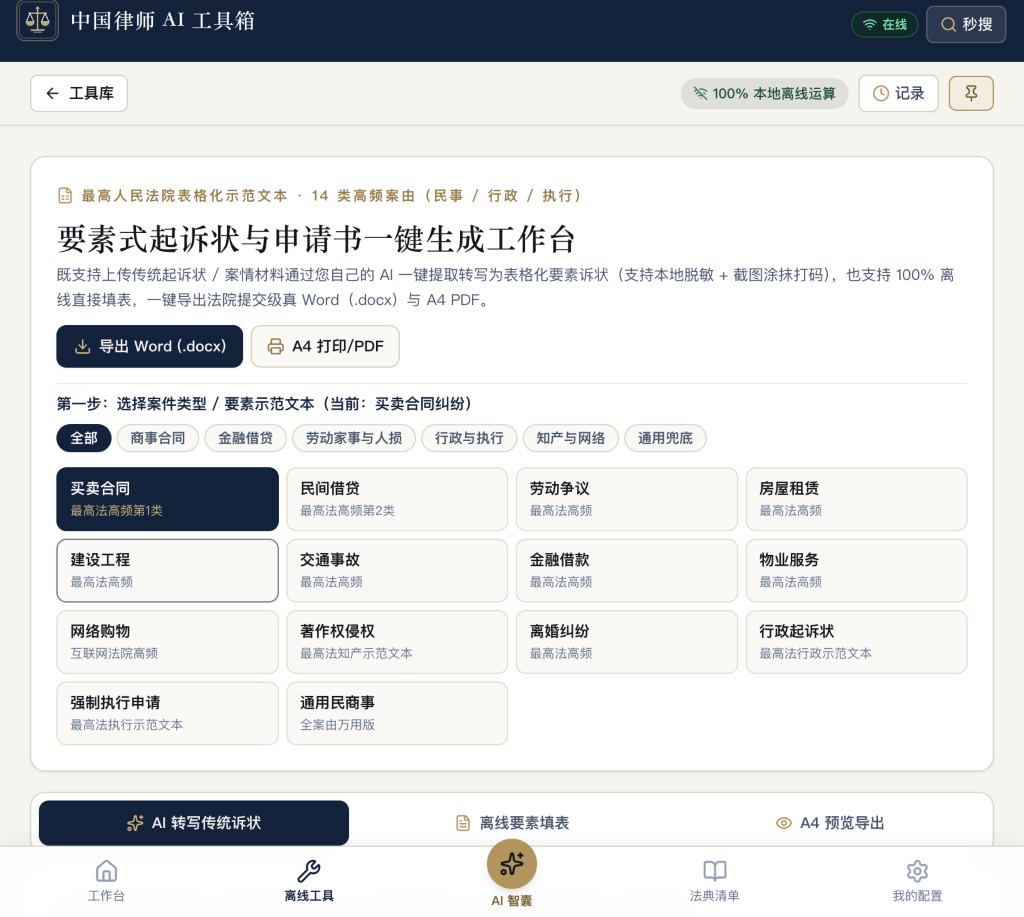 中国律师 AI 工具箱
在线
秒搜
工具库
100% 本地离线运算
记录
最高人民法院表格化示范文本 · 14 类高频案由（民事 / 行政 / 执行）
要素式起诉状与申请书一键生成工作台
既支持上传传统起诉状 / 案情材料通过您自己的 AI 一键提取转写为表格化要素诉状（支持本地脱敏 + 截图涂抹打码），也支持 100% 离
线直接填表，一键导出法院提交级真 Word（.docx）与 A4 PDF。
导出 Word (.docx)
A4 打印/PDF
第一步：选择案件类型 / 要素示范文本（当前：买卖合同纠纷）
全部
商事合同
金融借贷
劳动家事与人损
行政与执行
知产与网络
通用兜底
买卖合同
最高法高频第1类
民间借贷
最高法高频第2类
劳动争议
最高法高频
房屋租赁
最高法高频
建设工程
最高法高频
交通事故
最高法高频
金融借款
最高法高频
物业服务
最高法高频
网络购物
互联网法院高频
著作权侵权
最高法知产示范文本
离婚纠纷
最高法高频
行政起诉状
最高法行政示范文本
强制执行申请
最高法执行示范文本
通用民商事
全案由万用版
AI 转写传统诉状
离线要素填表
A4 预览导出
工作台
离线工具
AI 智囊
法典清单
我的配置